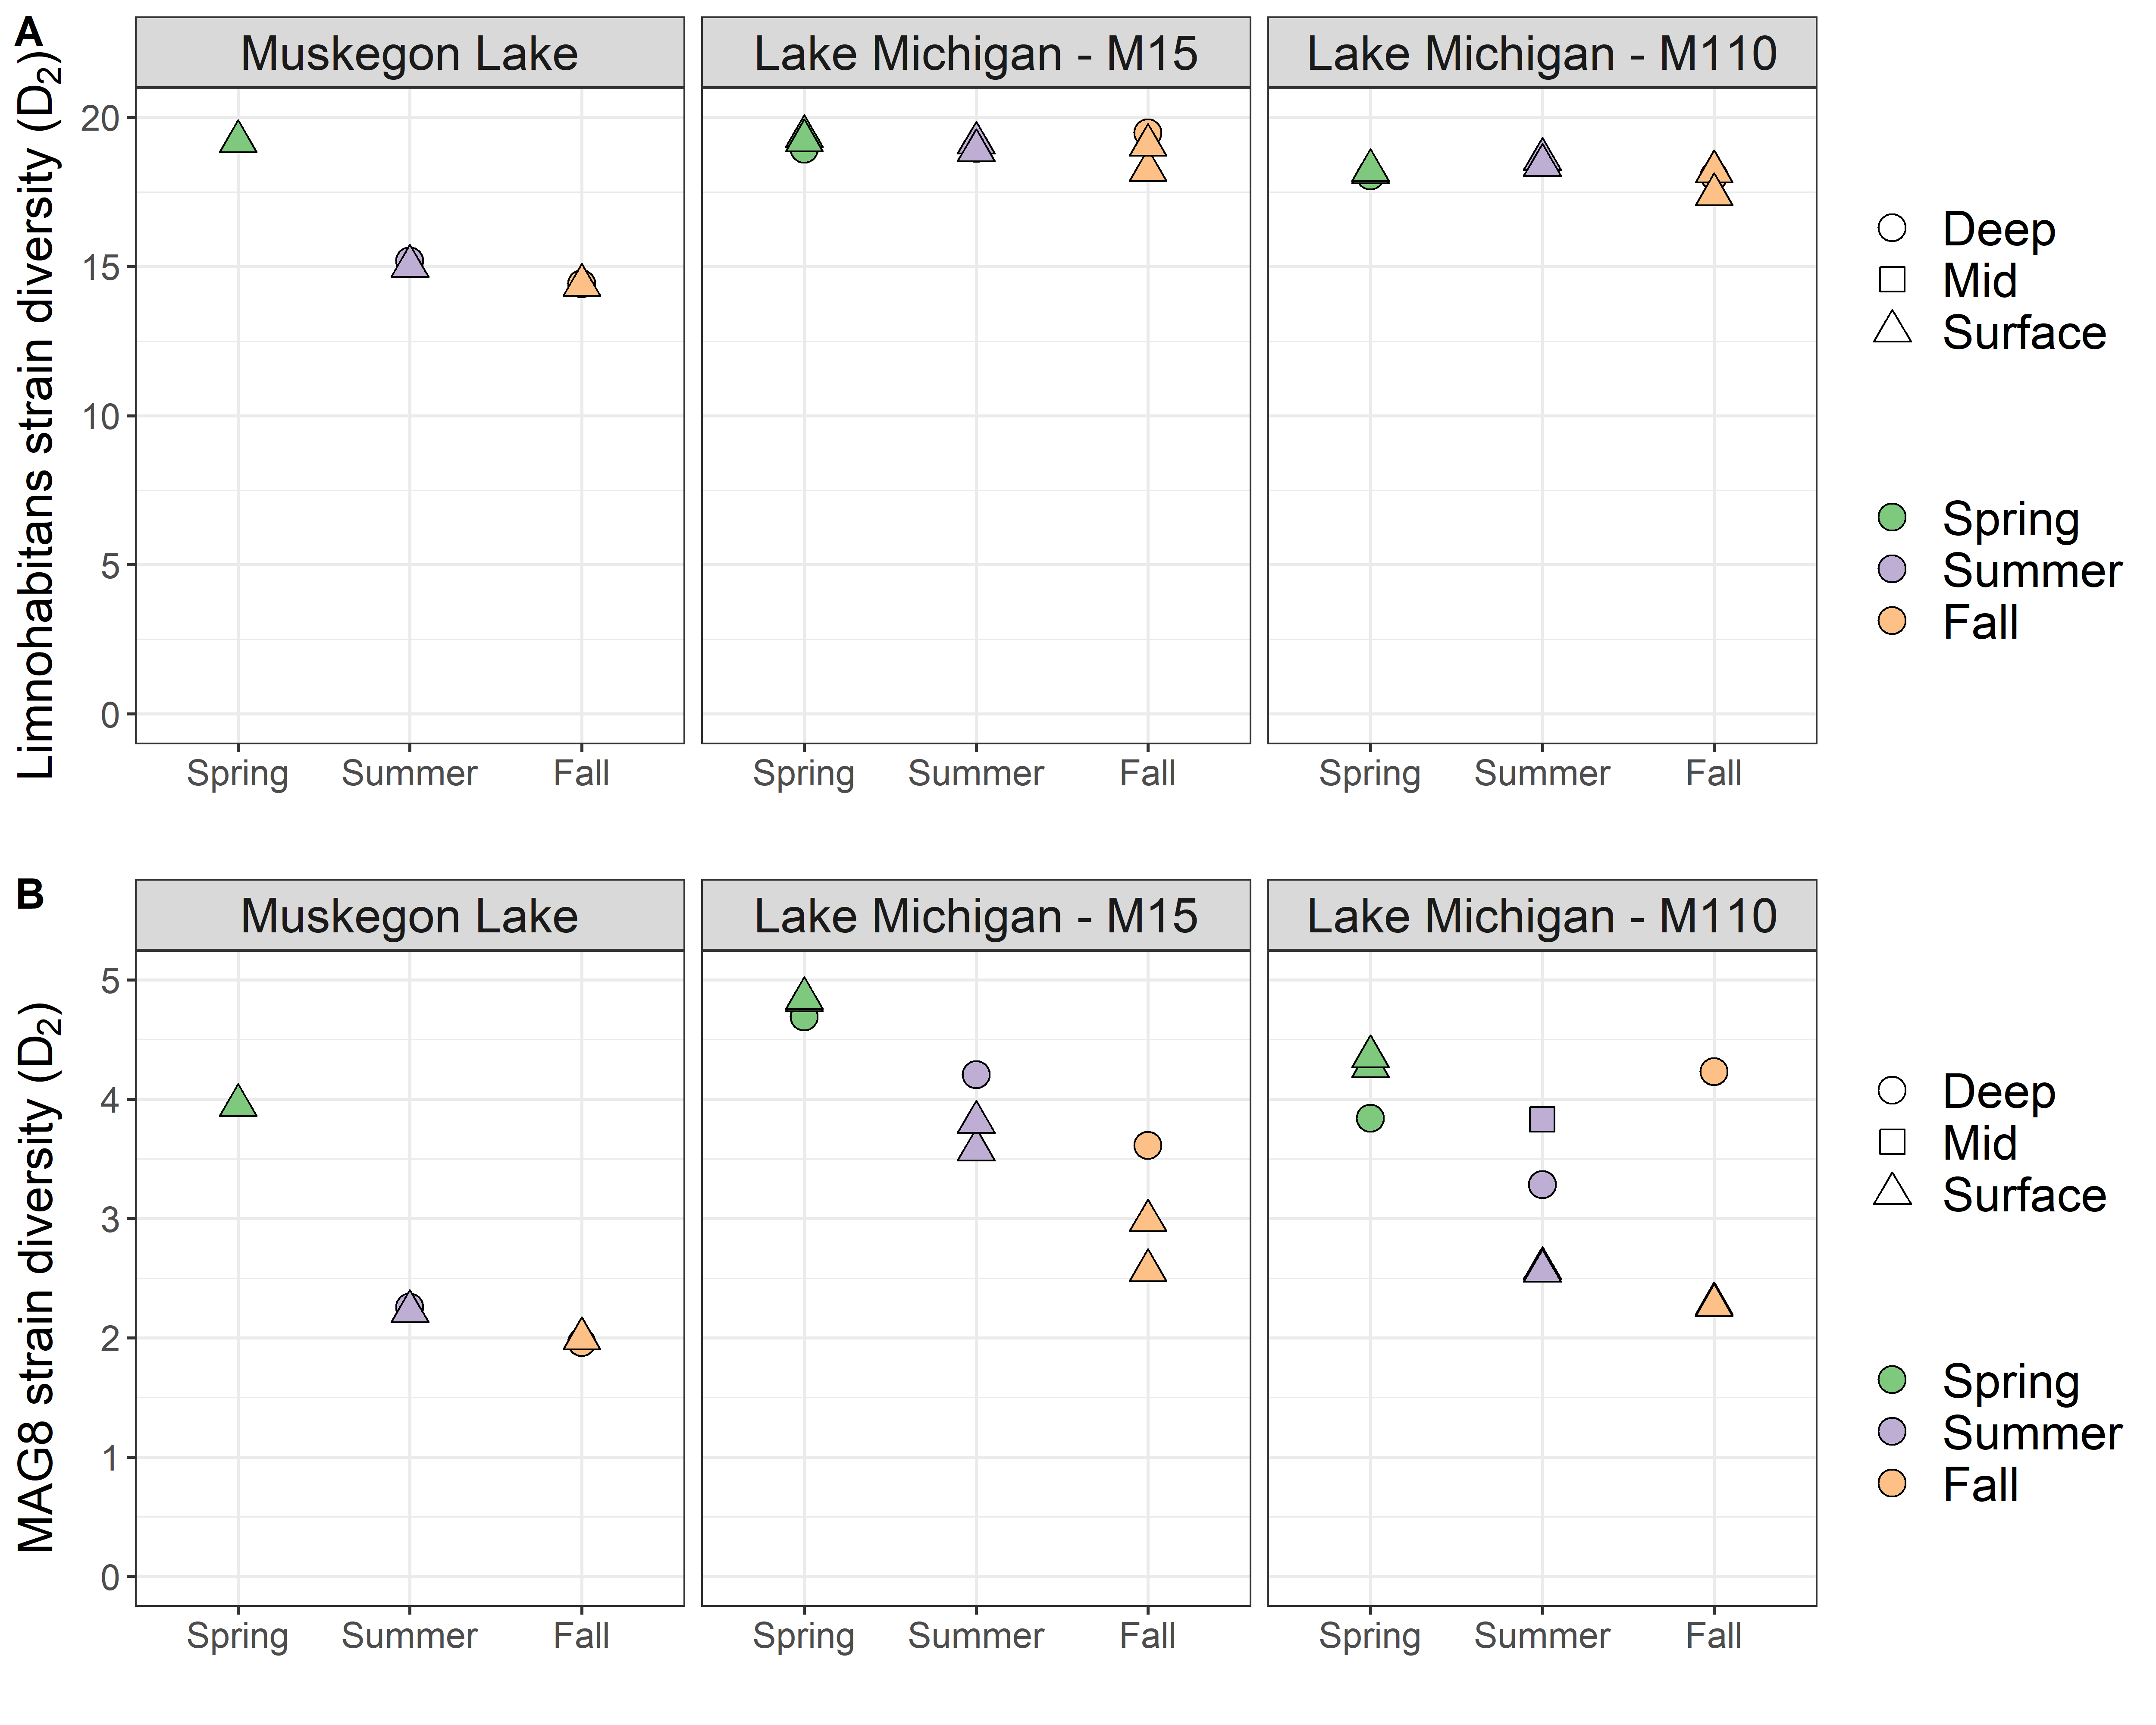 A
Limnohabitans strain diversity (D2)
Muskegon Lake
Lake Michigan - M15
Lake Michigan - M110
20
15
10
5
0
Spring
Summer
Fall
Spring
Summer
Fall
Spring
Summer
Fall
Deep
Mid
Surface
Spring
Summer
Fall
B
MAG8 strain diversity (D2)
Muskegon Lake
Lake Michigan - M15
Lake Michigan - M110
5
4
3
2
1
0
Spring
Summer
Fall
Spring
Summer
Fall
Spring
Summer
Fall
Deep
Mid
Surface
Spring
Summer
Fall